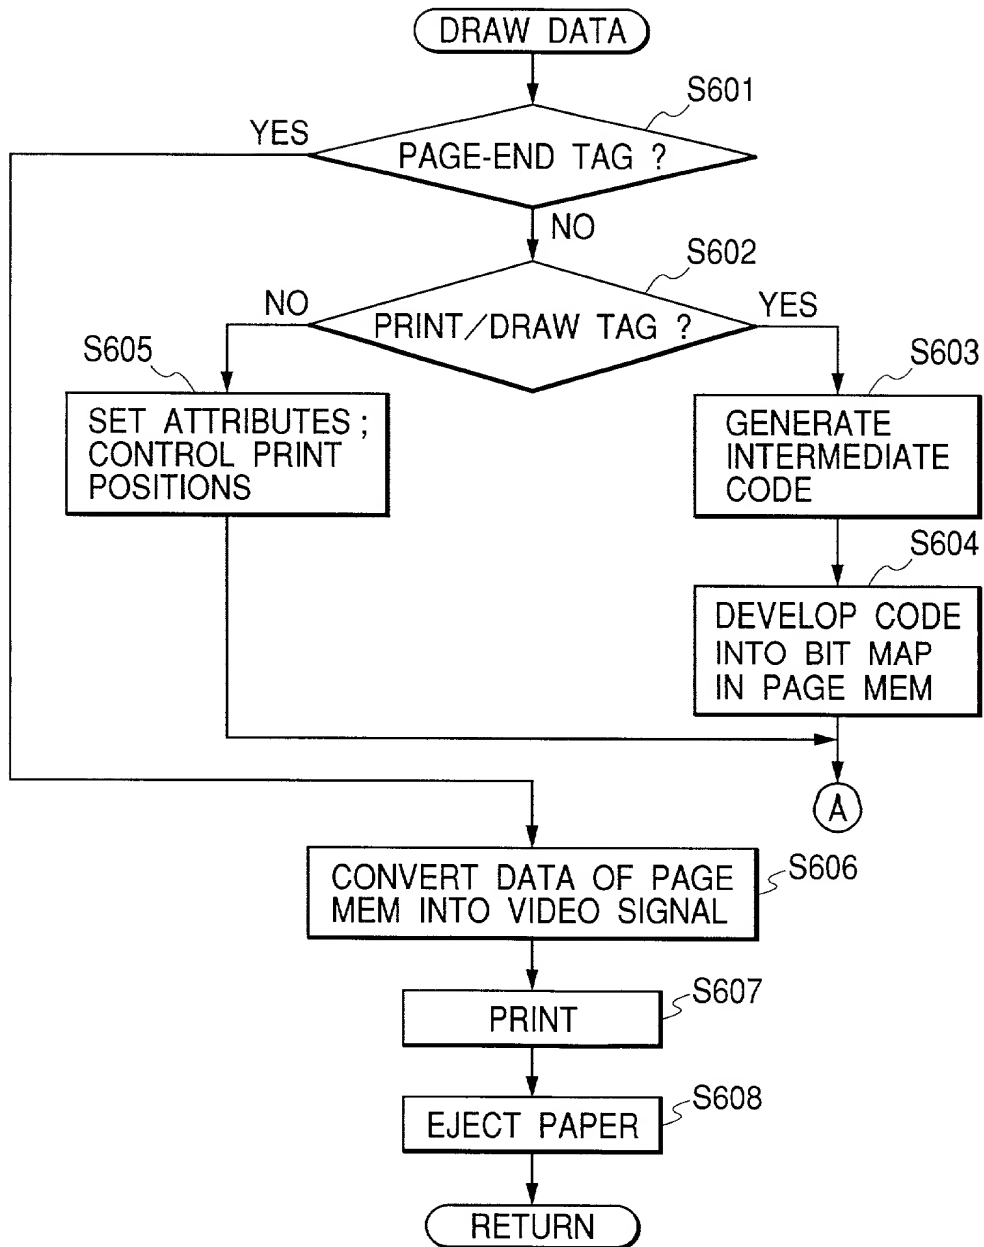 DRAW DATA
S601
YES
PAGE-END TAG ?
NO
S602
NO
YES
PRINT/DRAW TAG ?
S605
S603
SET ATTRIBUTES ;
CONTROL PRINT
POSITIONS
GENERATE
INTERMEDIATE
CODE
S604
DEVELOP CODE
INTO BIT MAP
IN PAGE MEM
A
S606
CONVERT DATA OF PAGE
MEM INTO VIDEO SIGNAL
S607
PRINT
S608
EJECT PAPER
RETURN